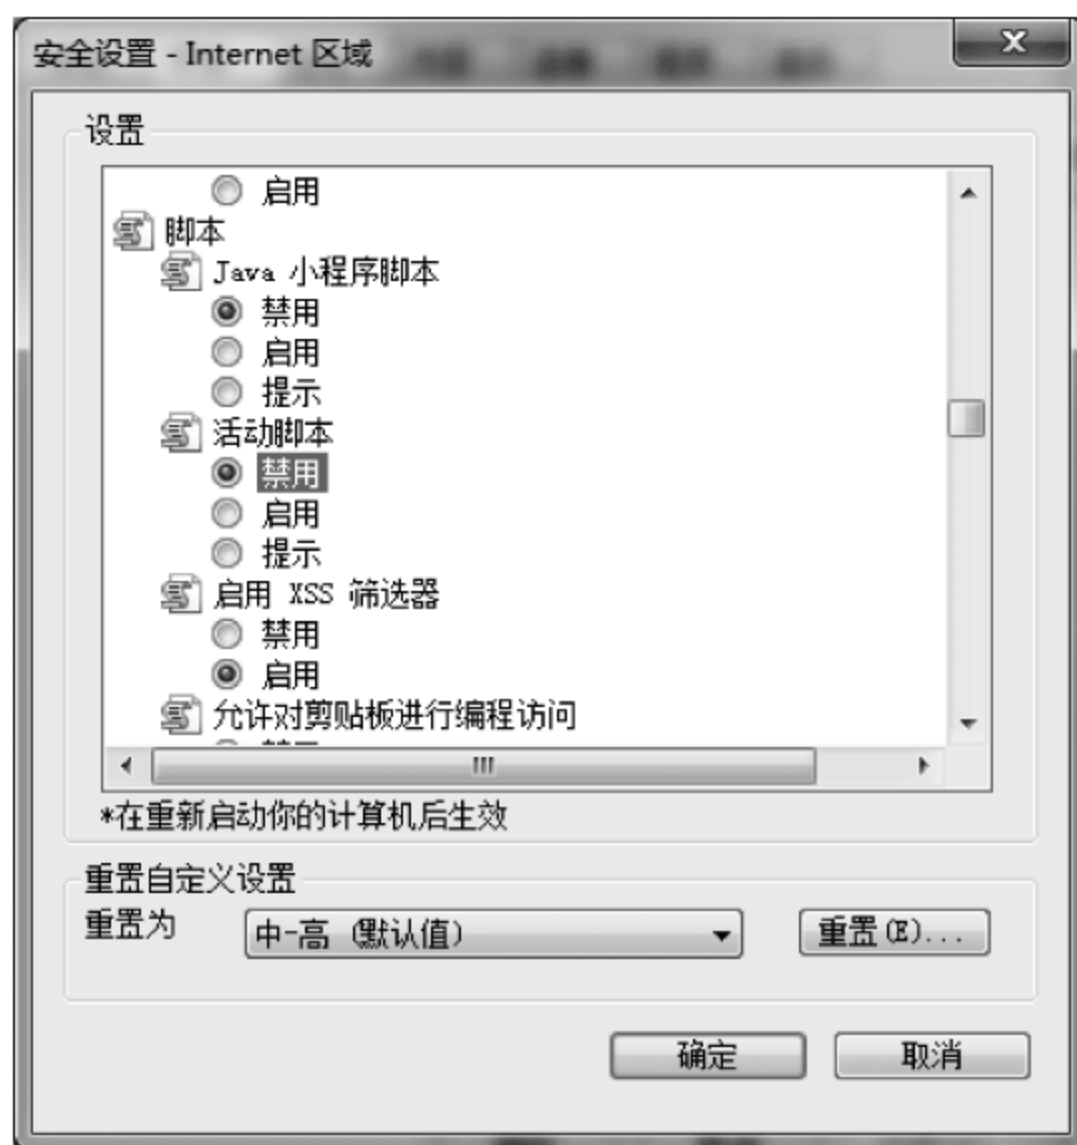 安全设置 - Internet 区域
设置
启用
脚本
Java 小程序脚本
禁用
启用
提示
活动脚本
禁用
启用
提示
启用 XSS 筛选器
禁用
启用
允许对剪贴板进行编程访问
*在重新启动你的计算机后生效
重置自定义设置
重置为
中-高 (默认值)
重置(E)...
确定
取消